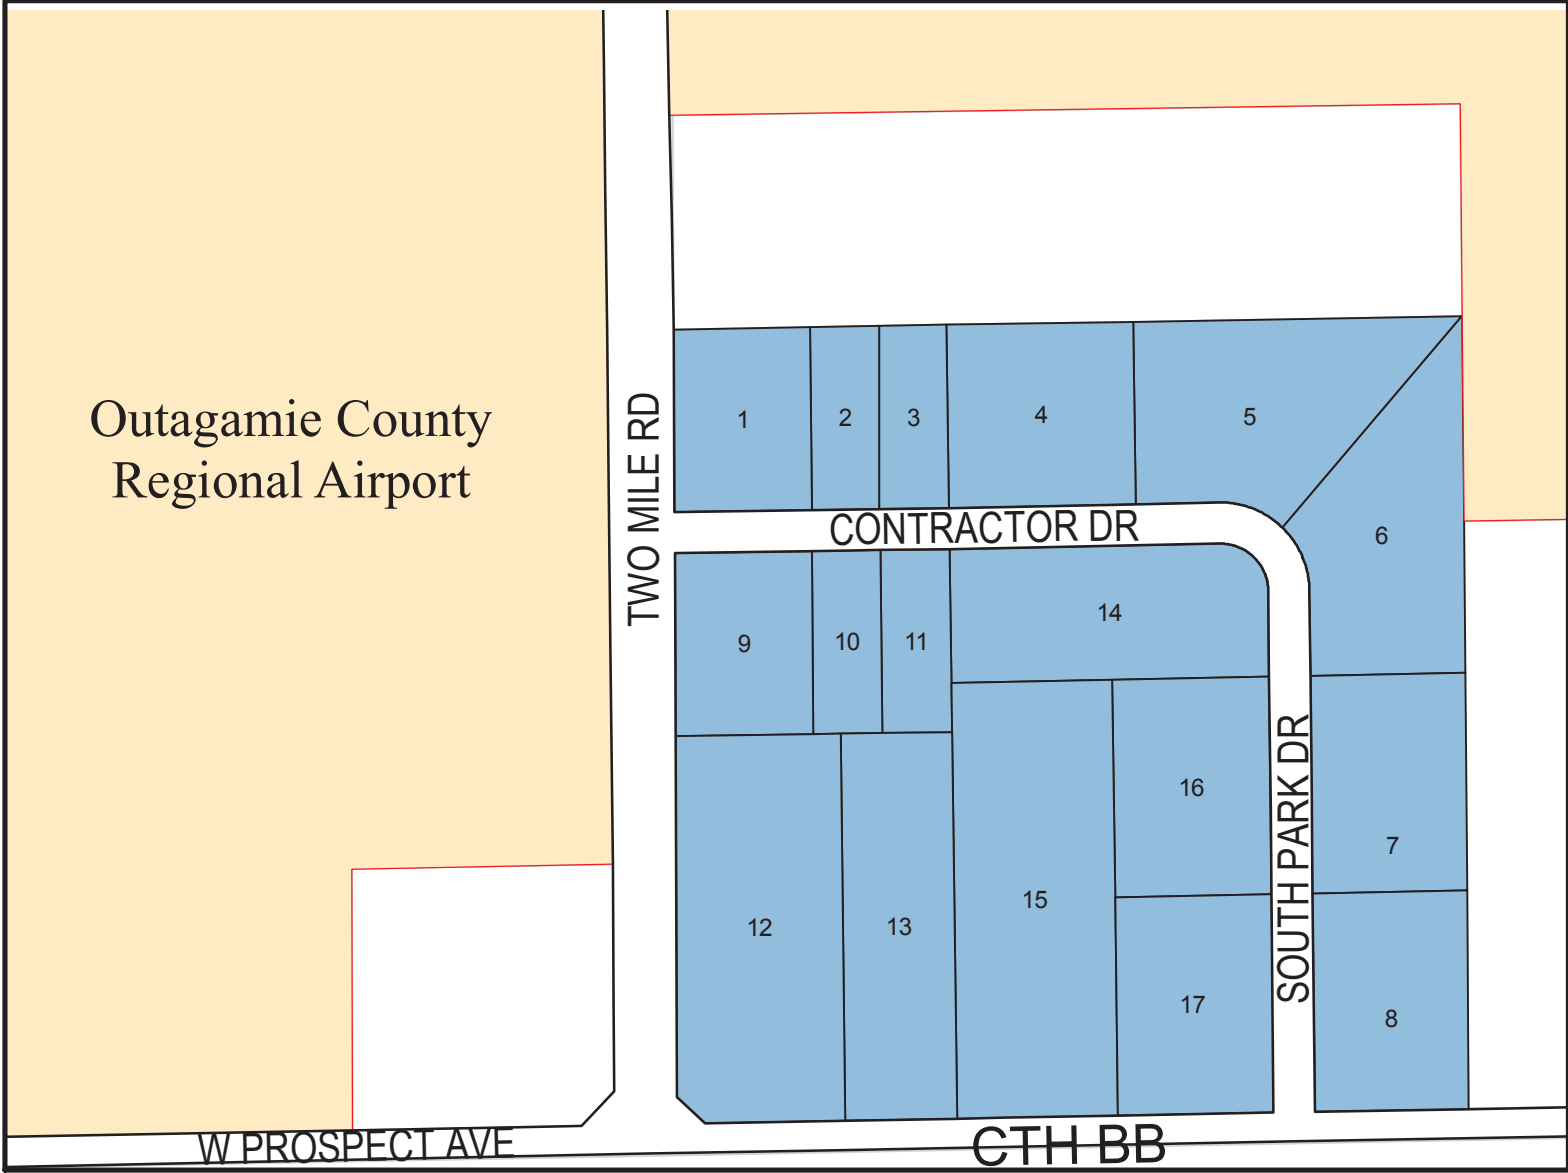 Outagamie County
Regional Airport
TWO MILE RD
1
2
3
4
5
CONTRACTOR DR
6
9
10
11
14
16
7
SOUTH PARK DR
12
13
15
17
8
W PROSPECT AVE
CTH BB